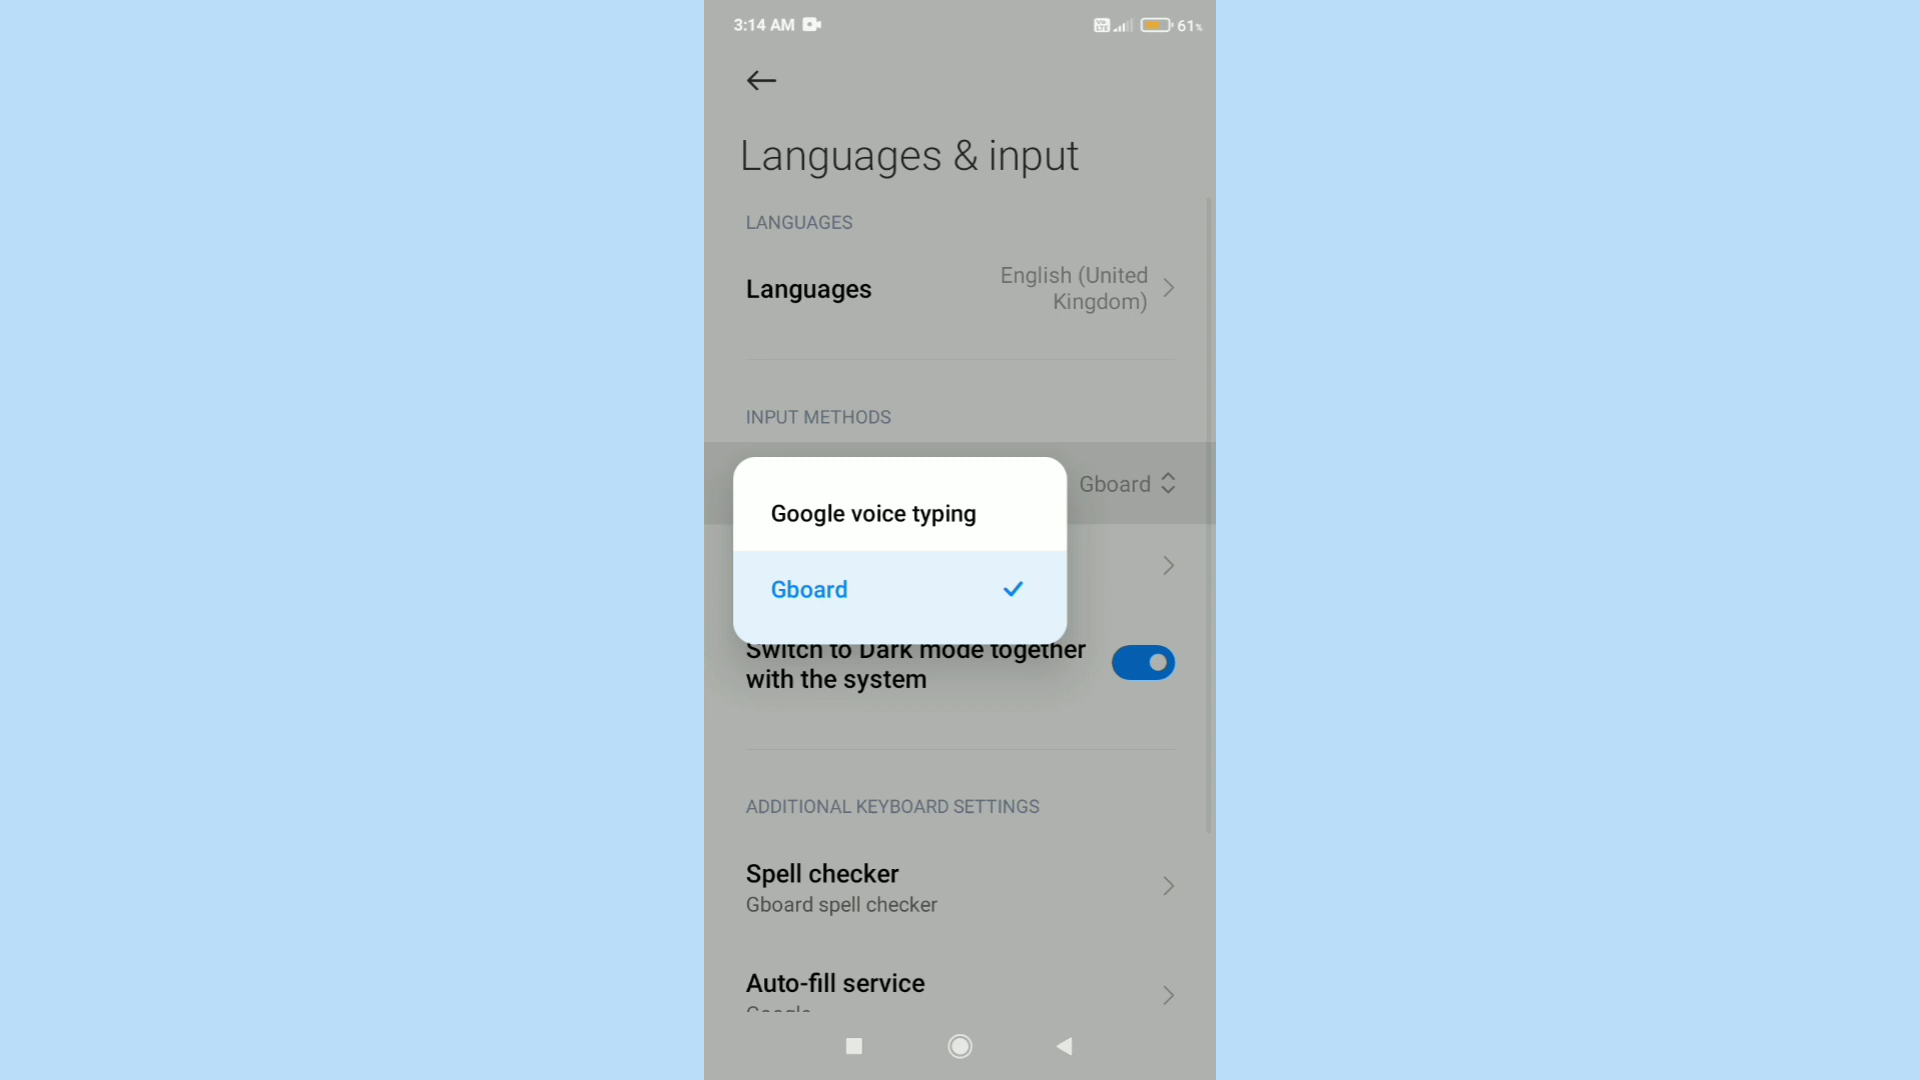 3:14 AM
61%
Languages & input
LANGUAGES
Languages
English (United
Kingdom)
INPUT METHODS
Gboard
Google voice typing
Gboard
Switch to Dark mode together
with the system
ADDITIONAL KEYBOARD SETTINGS
Spell checker
Gboard spell checker
Auto-fill service
Google